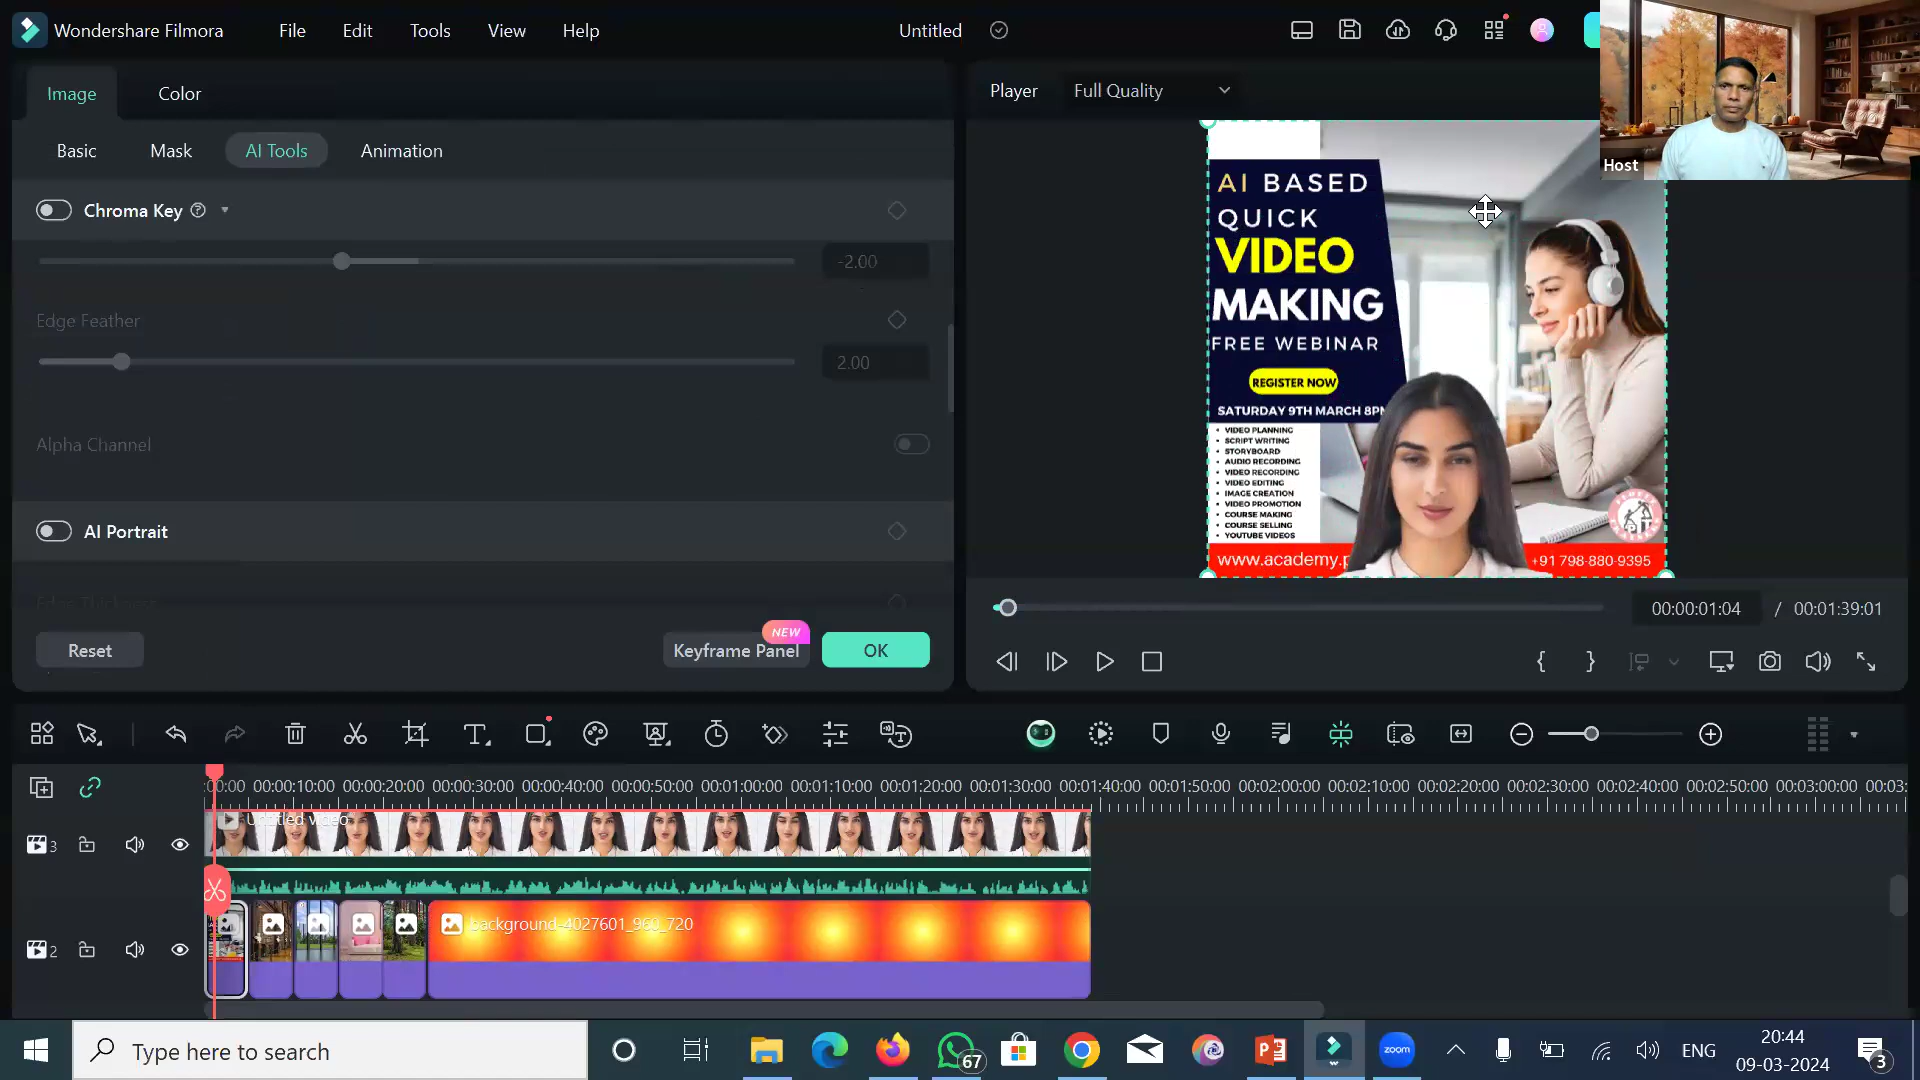 Wondershare Filmora
File
Edit
Tools
View
Help
Untitled
Image
Color
Basic
Mask
AI Tools
Animation
Chroma Key
-2.00
Edge Feather
2.00
Alpha Channel
AI Portrait
Edge Thickness
Reset
NEW
Keyframe Panel
OK
Player
Full Quality
Host
AI BASED
QUICK
VIDEO
MAKING
FREE WEBINAR
REGISTER NOW
SATURDAY 9TH MARCH 8PM
VIDEO PLANNING
SCRIPT WRITING
STORYBOARD
AUDIO RECORDING
VIDEO RECORDING
VIDEO EDITING
IMAGE CREATION
VIDEO PROMOTION
COURSE MAKING
COURSE SELLING
YOUTUBE VIDEOS
www.academy.p
+91 798-880-9395
00:00:01:04 / 00:01:39:01
:00:00 00:00:10:00 00:00:20:00 00:00:30:00 00:00:40:00 00:00:50:00 00:01:00:00 00:01:10:00 00:01:20:00 00:01:30:00 00:01:40:00 00:01:50:00 00:02:00:00 00:02:10:00 00:02:20:00 00:02:30:00 00:02:40:00 00:02:50:00 00:03:00:00 00:03:
Untitled video
3
2
background-4027601_960_720
Type here to search
67
zoom
ENG
20:44
09-03-2024
3